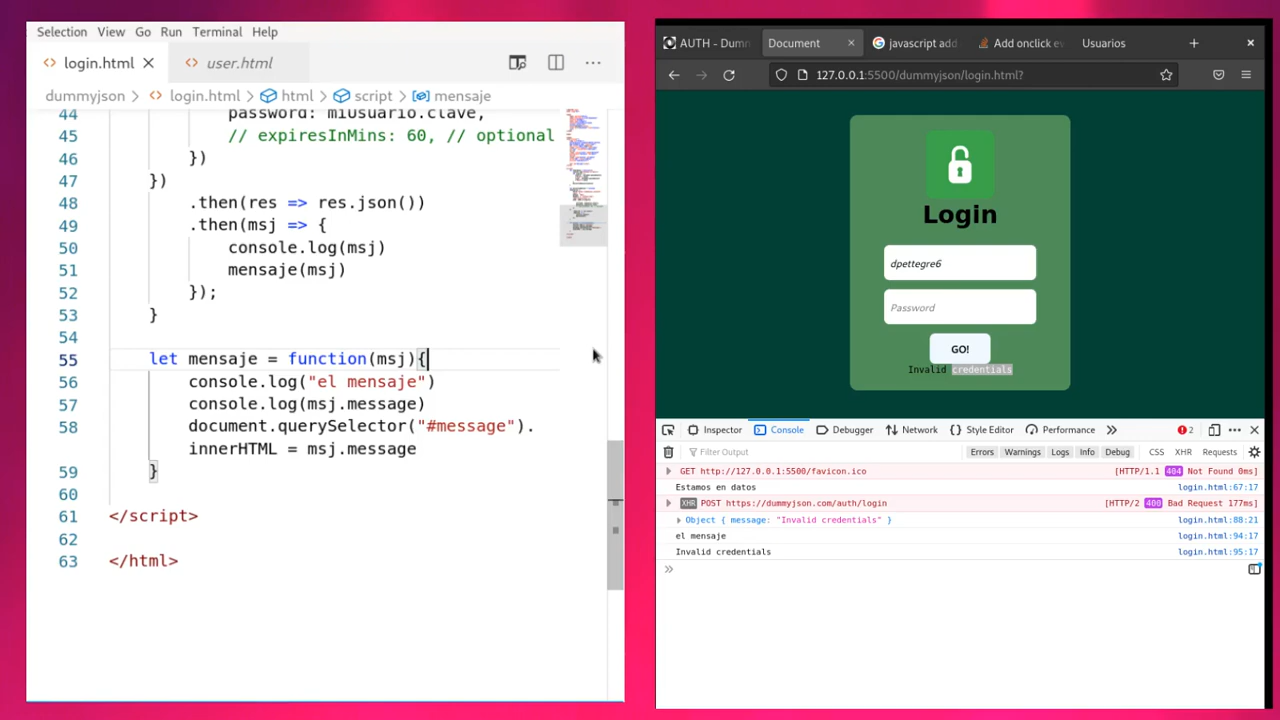 Selection View Go Run Terminal Help
login.html
user.html
dummyjson > login.html > html > script > mensaje
44 password: miUsuario.clave,
45 // expiresInMins: 60, // optional
46 })
47 })
48 .then(res => res.json())
49 .then(msj => {
50 console.log(msj)
51 mensaje(msj)
52 });
53 }
54
55 let mensaje = function(msj){
56 console.log("el mensaje")
57 console.log(msj.message)
58 document.querySelector("#message").
innerHTML = msj.message
59 }
60
61 </script>
62
63 </html>
AUTH - Dumm
Document
javascript add
Add onclick ev
Usuarios
127.0.0.1:5500/dummyjson/login.html?
Login
dpettegre6
Password
GO!
Invalid credentials
Inspector Console Debugger Network Style Editor Performance 2
Filter Output
Errors Warnings Logs Info Debug CSS XHR Requests
GET http://127.0.0.1:5500/favicon.ico [HTTP/1.1 404 Not Found 0ms]
Estamos en datos login.html:67:17
XHR POST https://dummyjson.com/auth/login [HTTP/2 400 Bad Request 177ms]
Object { message: "Invalid credentials" } login.html:88:21
el mensaje login.html:94:17
Invalid credentials login.html:95:17